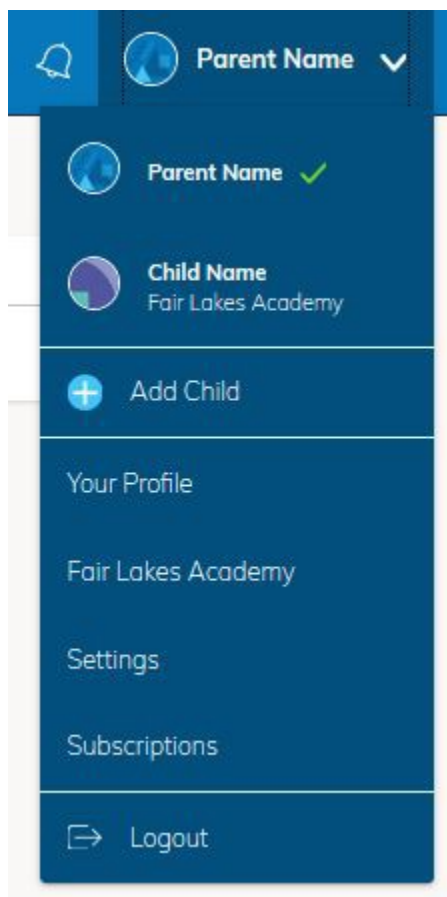 Parent Name
Parent Name
Child Name
Fair Lakes Academy
Add Child
Your Profile
Fair Lakes Academy
Settings
Subscriptions
Logout